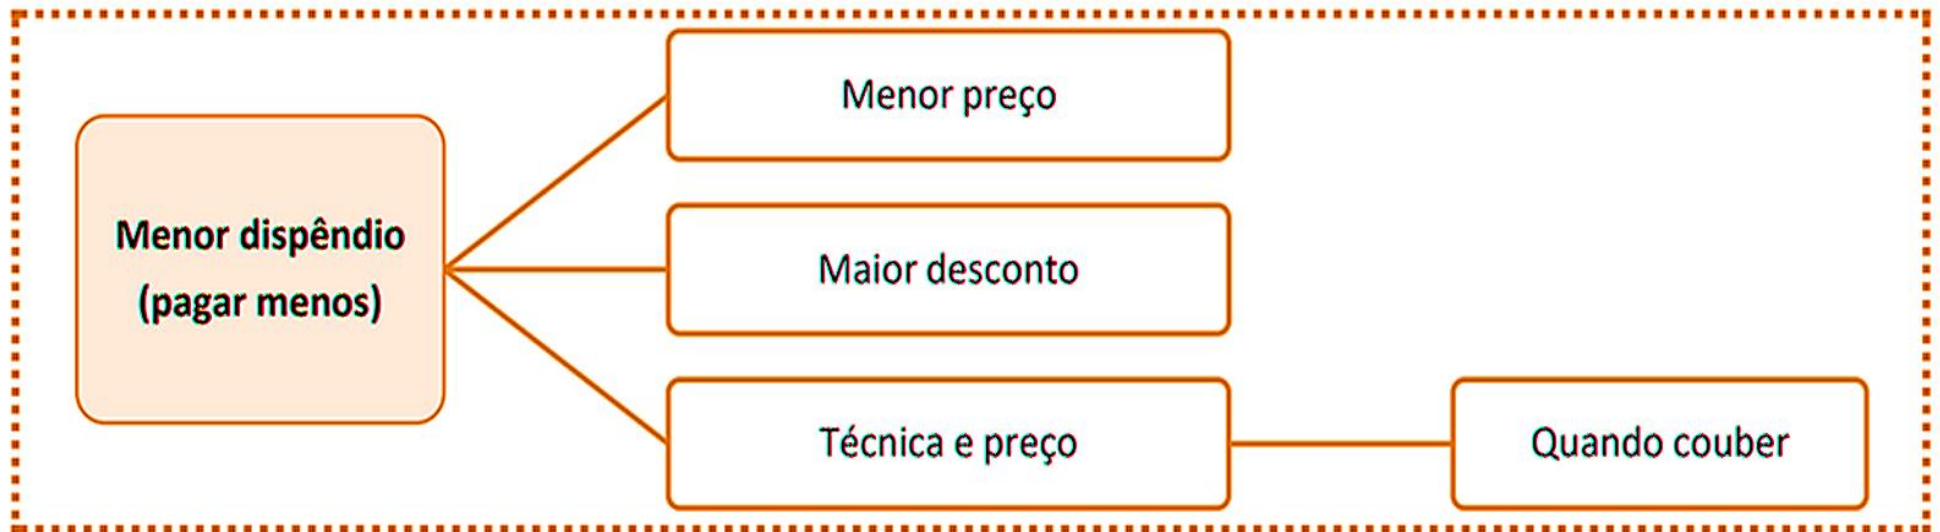 Menor dispêndio
(pagar menos)
Menor preço
Maior desconto
Técnica e preço
Quando couber